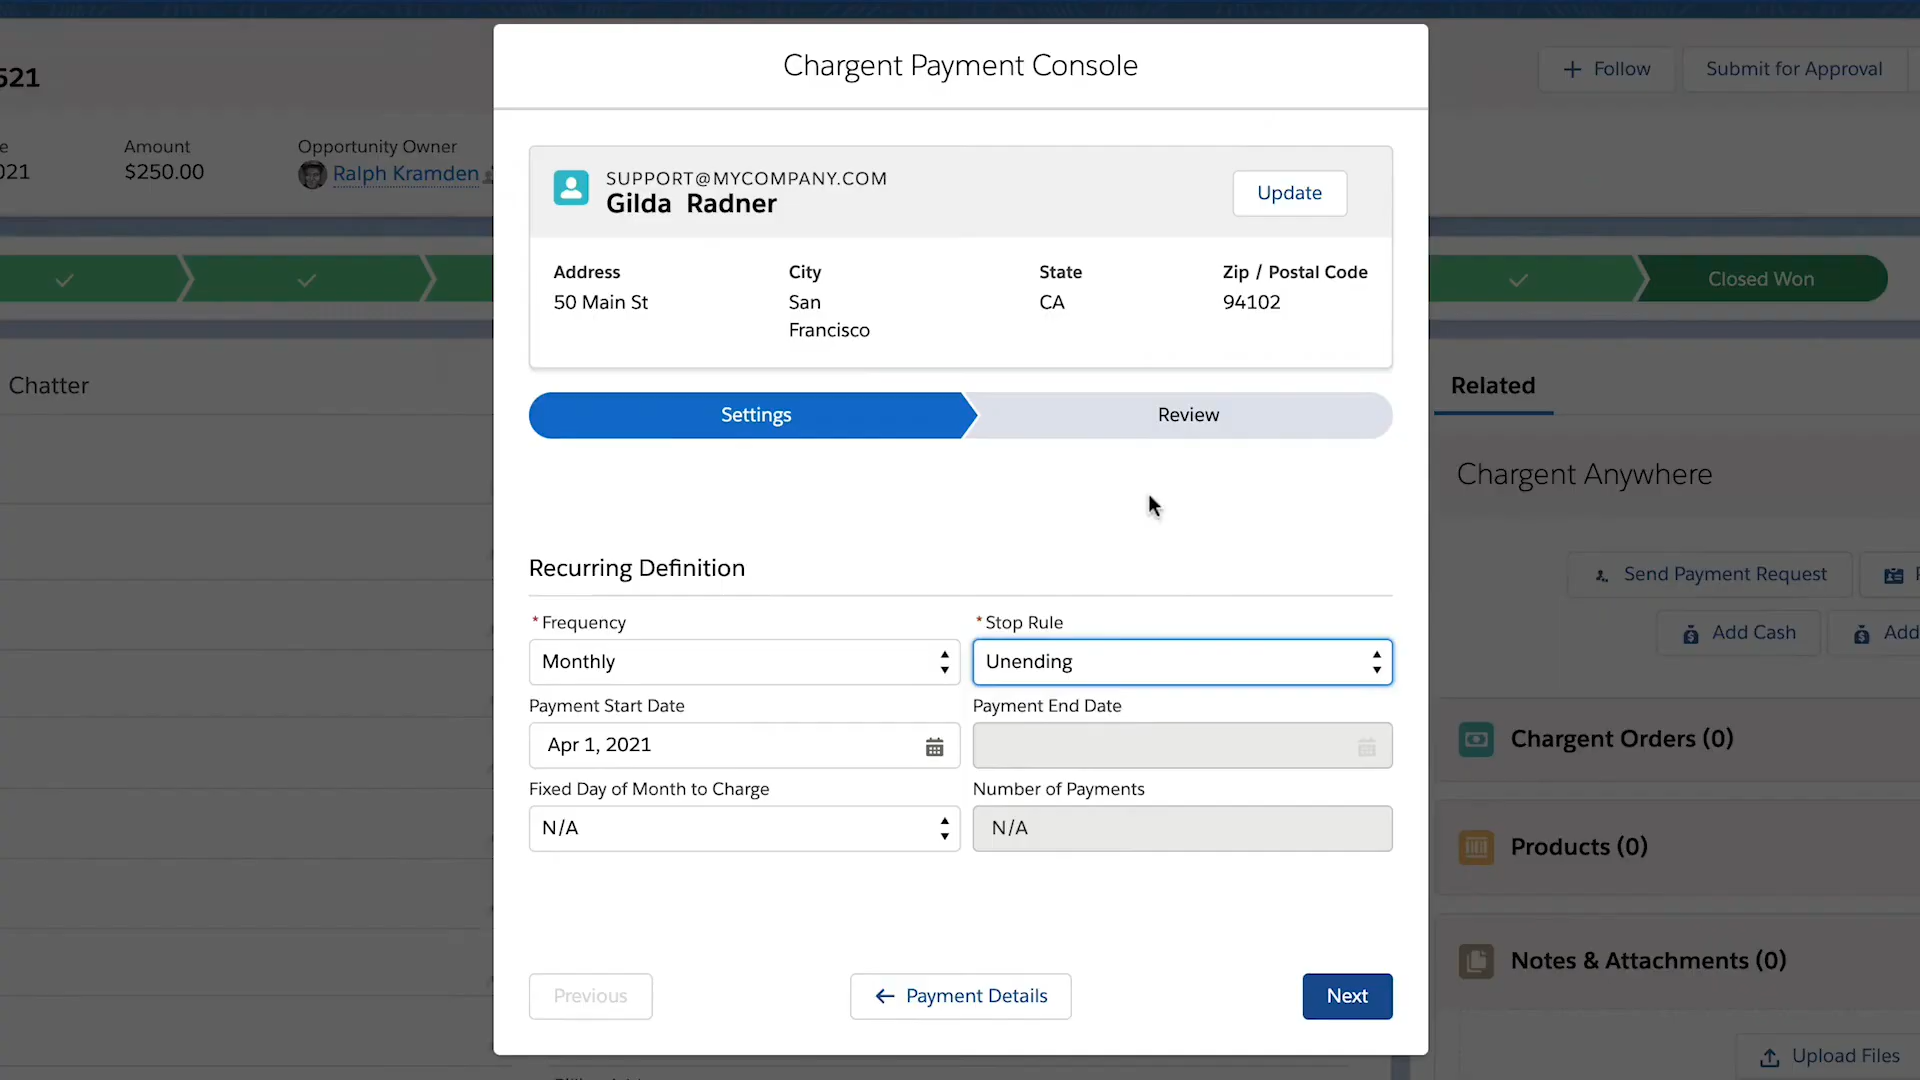 Chargent Payment Console
521
+ Follow
Submit for Approval
Amount
Opportunity Owner
021
$250.00
Ralph Kramden
SUPPORT@MYCOMPANY.COM
Gilda Radner
Update
Address
City
State
Zip / Postal Code
50 Main St
San
Francisco
CA
94102
Closed Won
Chatter
Settings
Review
Related
Chargent Anywhere
Recurring Definition
Send Payment Request
* Frequency
* Stop Rule
Add Cash
Add
Monthly
Unending
Payment Start Date
Payment End Date
Apr 1, 2021
Chargent Orders (0)
Fixed Day of Month to Charge
Number of Payments
N/A
N/A
Products (0)
Notes & Attachments (0)
Previous
← Payment Details
Next
Upload Files